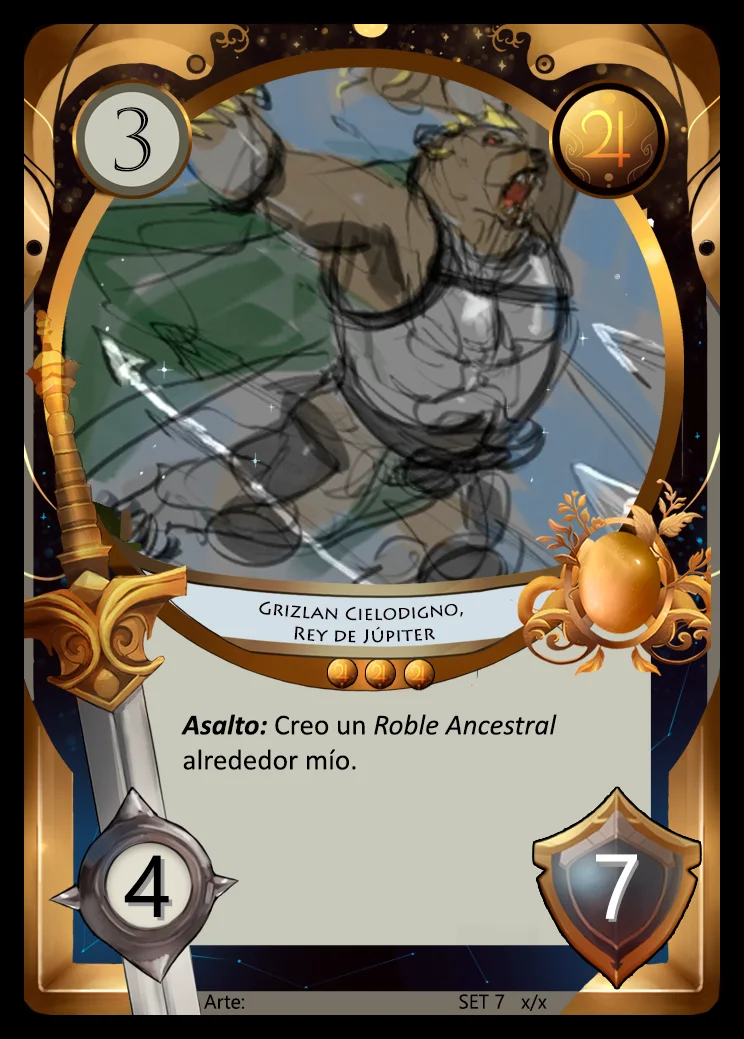 3
♃
GRIZLAN CIELODIGNO,
REY DE JÚPITER
♃ ♃ ♃
Asalto: Creo un Roble Ancestral
alrededor mío.
4
7
Arte: SET 7 x/x